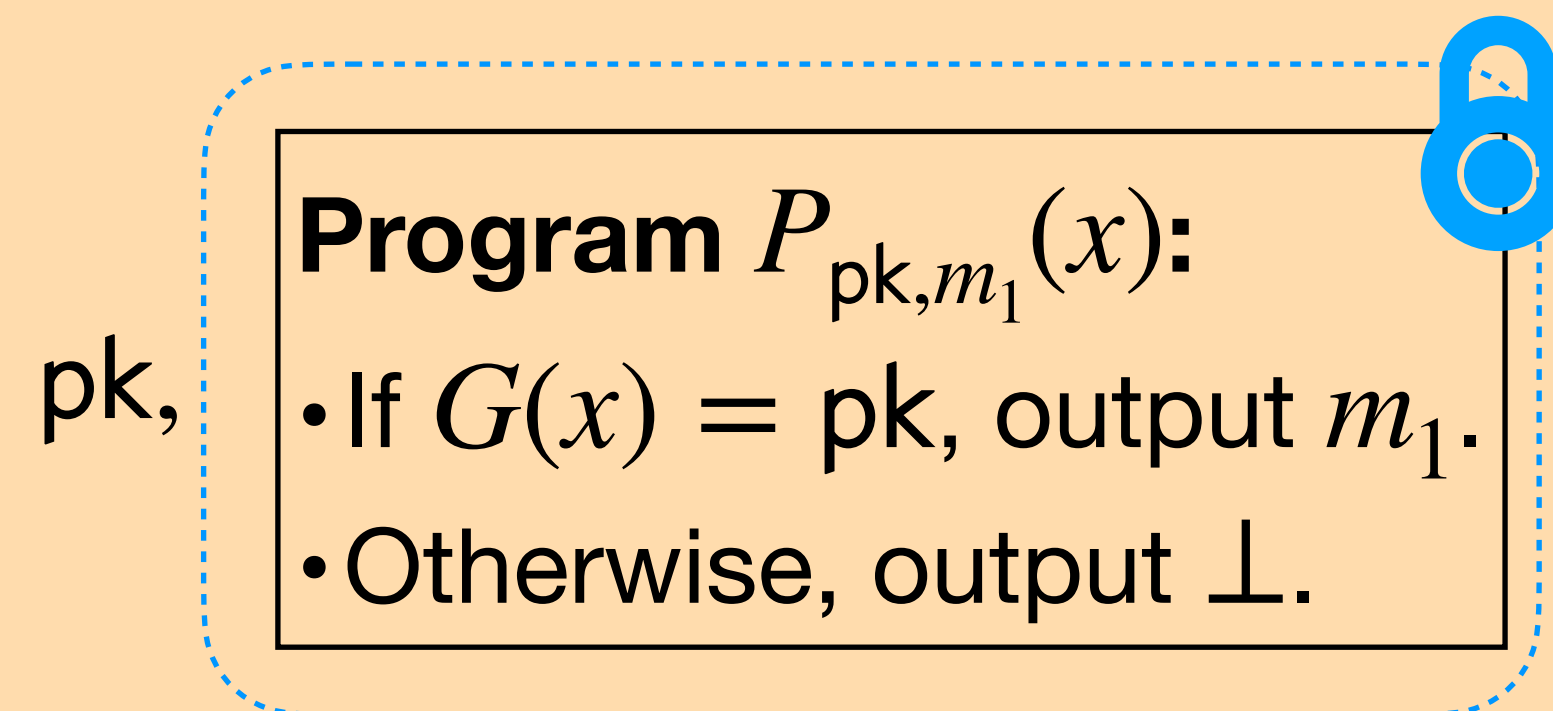 Program P_{pk,m_1}(x):
pk,
• If G(x) = pk, output m_1.
• Otherwise, output ⊥.